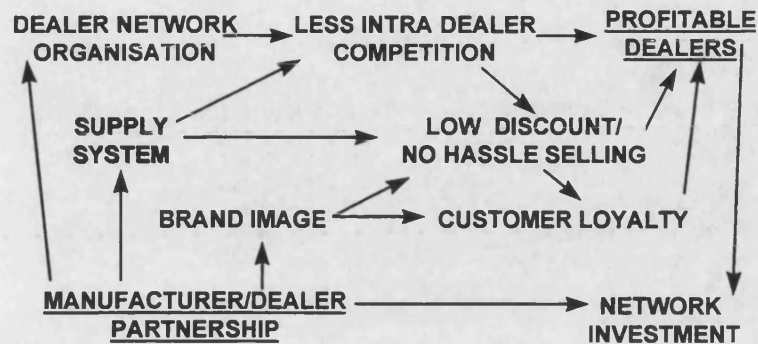 DEALER NETWORK
ORGANISATION
LESS INTRA DEALER
COMPETITION
PROFITABLE
DEALERS
SUPPLY
SYSTEM
LOW DISCOUNT/
NO HASSLE SELLING
BRAND IMAGE
CUSTOMER LOYALTY
MANUFACTURER/DEALER
PARTNERSHIP
NETWORK
INVESTMENT